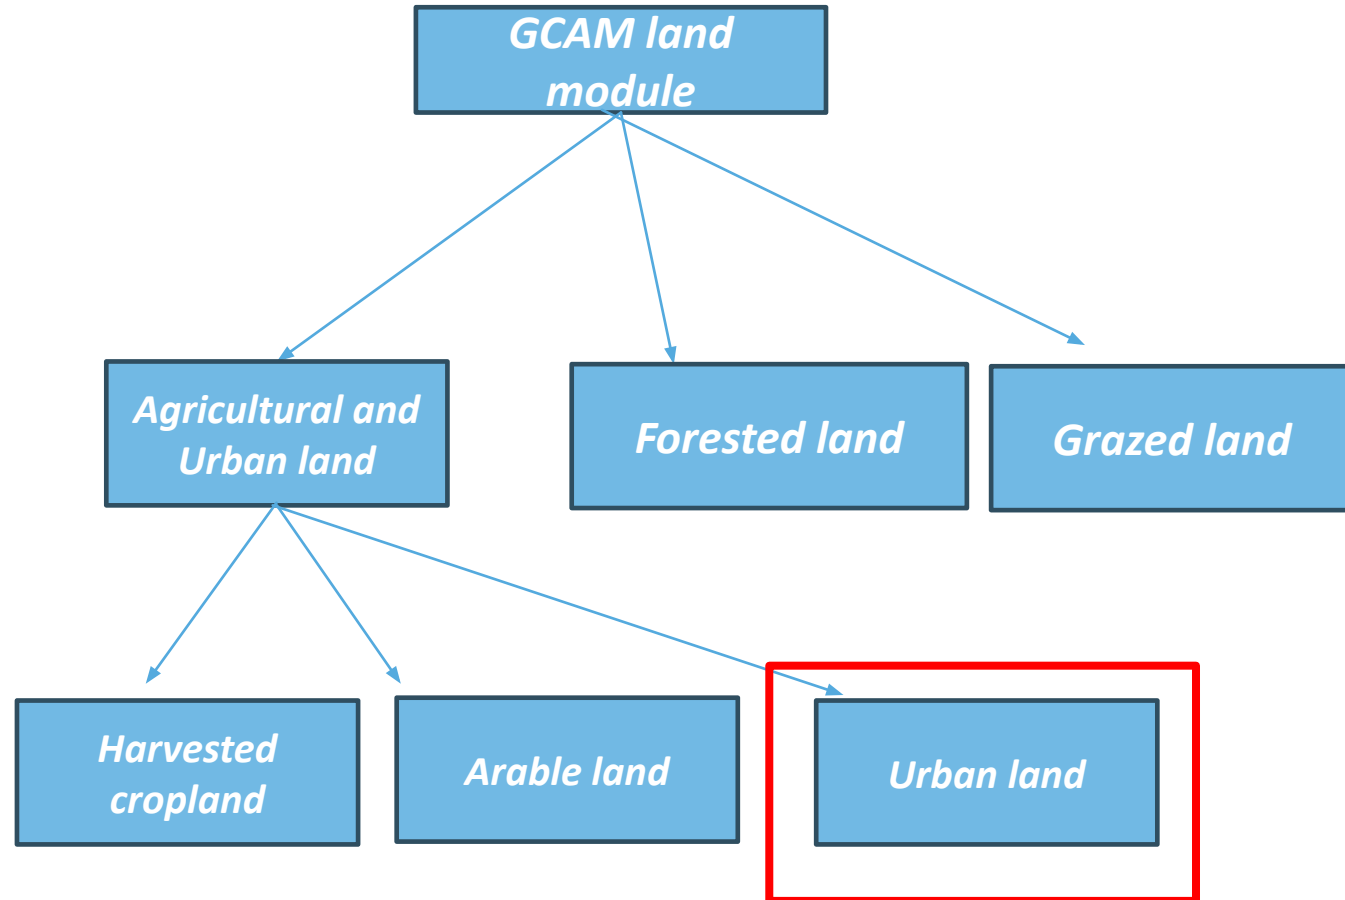 GCAM land
module
Agricultural and
Urban land
Forested land
Grazed land
Harvested
cropland
Arable land
Urban land